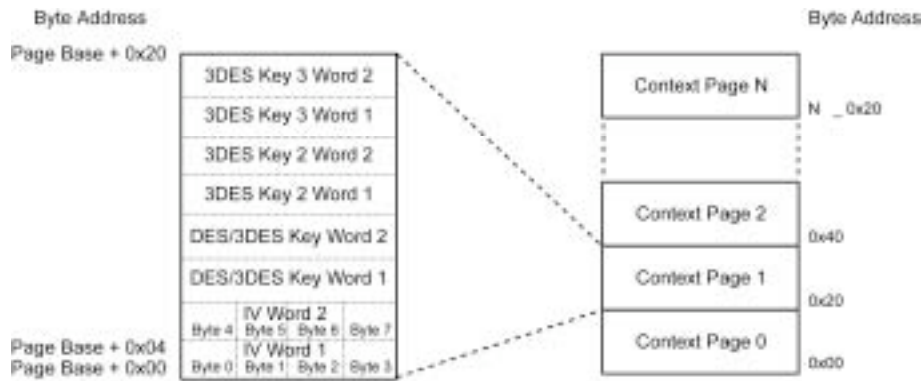 Byte Address
Page Base + 0x20
3DES Key 3 Word 2
3DES Key 3 Word 1
3DES Key 2 Word 2
3DES Key 2 Word 1
DES/3DES Key Word 2
DES/3DES Key Word 1
IV Word 2
Byte 4 Byte 5 Byte 6 Byte 7
Page Base + 0x04
IV Word 1
Page Base + 0x00
Byte 0 Byte 1 Byte 2 Byte 3
Byte Address
Context Page N
N _ 0x20
Context Page 2
0x40
Context Page 1
0x20
Context Page 0
0x00